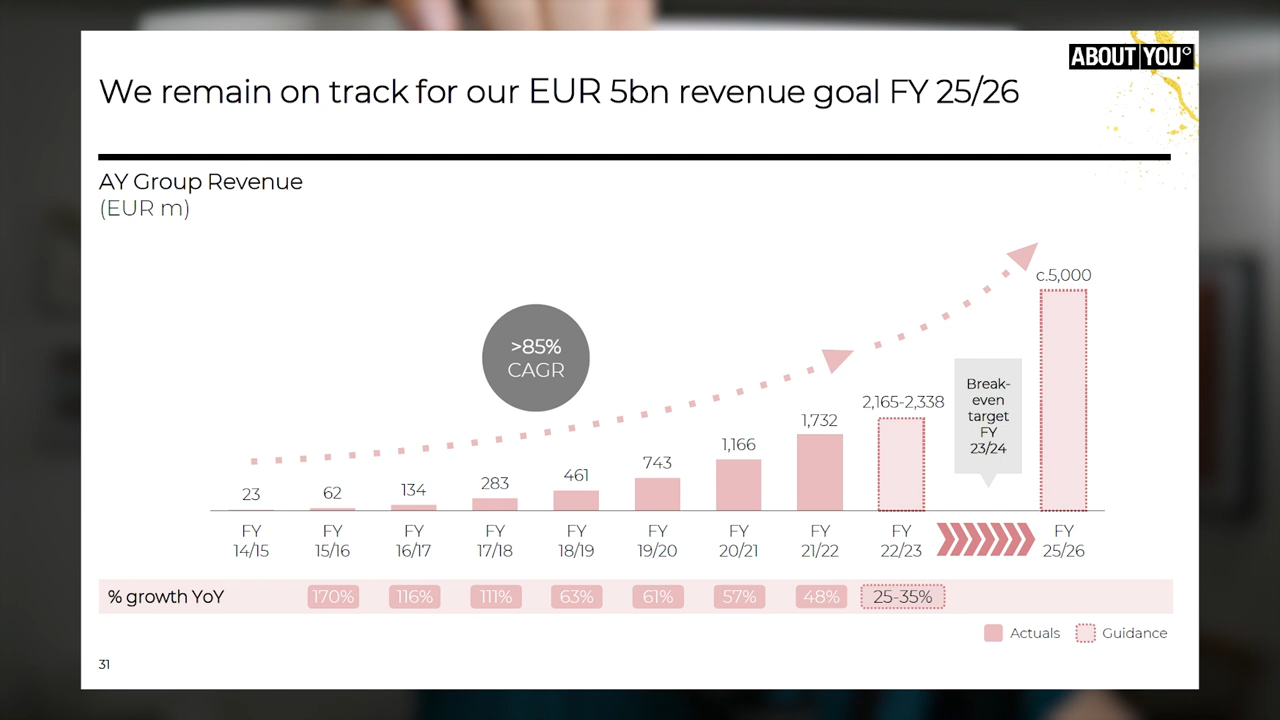 ABOUT YOU°
We remain on track for our EUR 5bn revenue goal FY 25/26
AY Group Revenue
(EUR m)
>85%
CAGR
23
62
134
283
461
743
1,166
1,732
2,165-2,338
c.5,000
Break-
even
target
FY
23/24
FY 14/15
FY 15/16
FY 16/17
FY 17/18
FY 18/19
FY 19/20
FY 20/21
FY 21/22
FY 22/23
FY 25/26
% growth YoY 170% 116% 111% 63% 61% 57% 48% 25-35%
Actuals Guidance
31